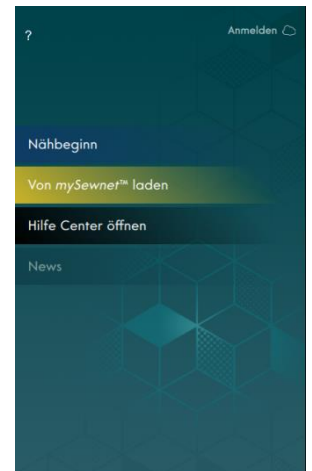 ?
Anmelden
Nähbeginn
Von mySewnet™ laden
Hilfe Center öffnen
News